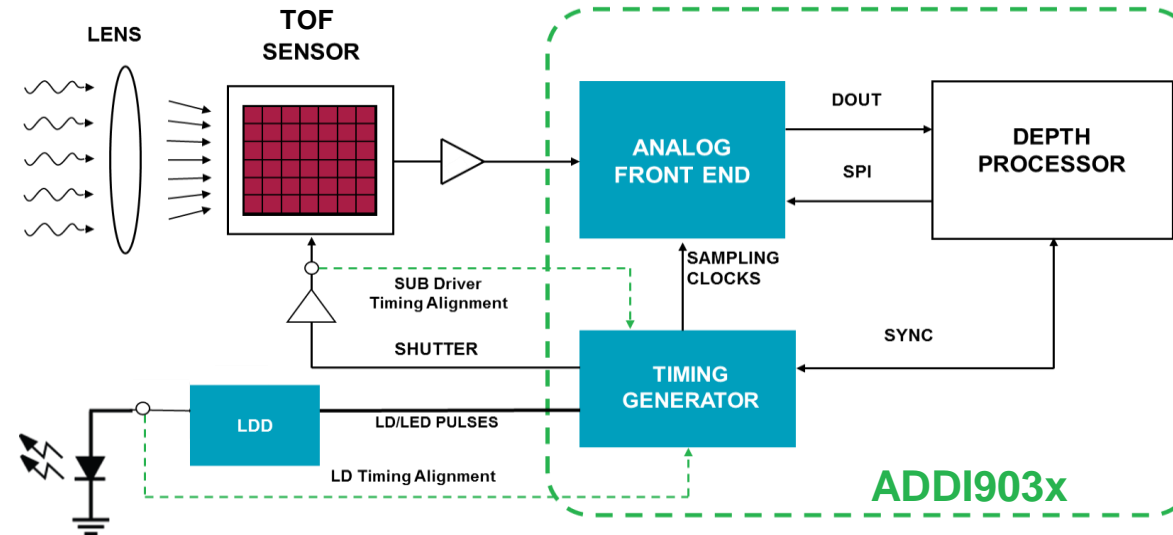 LENS
TOF
SENSOR
ANALOG
FRONT END
DOUT
SPI
DEPTH
PROCESSOR
SAMPLING
CLOCKS
SUB Driver
Timing Alignment
SHUTTER
TIMING
GENERATOR
SYNC
LDD
LD/LED PULSES
LD Timing Alignment
ADDI903x